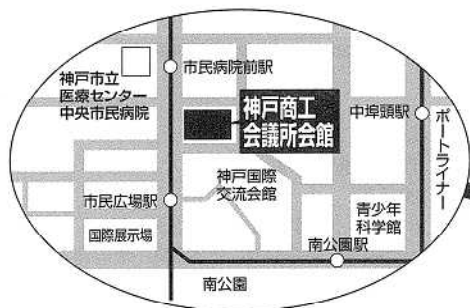 市民病院前駅
神戸市立
医療センター
中央市民病院
神戸商工
会議所会館
中埠頭駅
ポートライナー
神戸国際
交流会館
市民広場駅
国際展示場
青少年
科学館
南公園駅
南公園